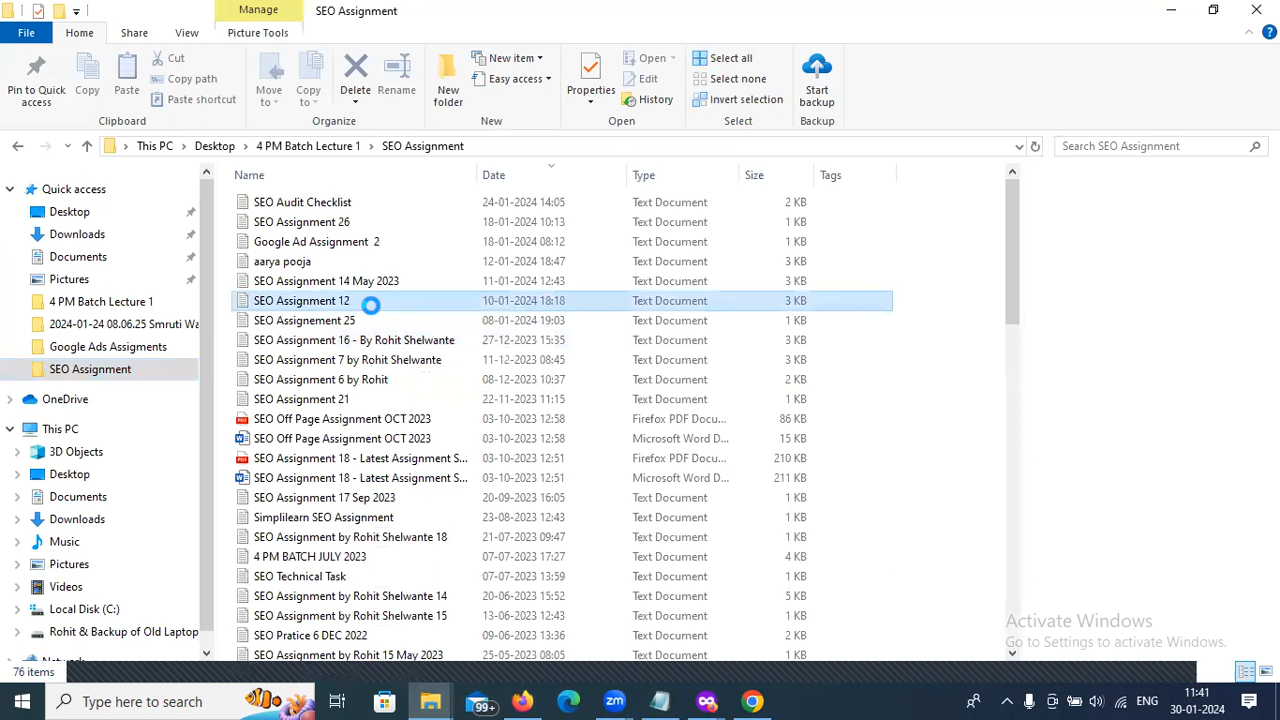 Manage
SEO Assignment
File
Home
Share
View
Picture Tools
Pin to Quick access
Copy
Paste
Cut
Copy path
Paste shortcut
Clipboard
Move to
Copy to
Delete
Rename
Organize
New folder
New item
Easy access
New
Properties
Open
Edit
History
Open
Select all
Select none
Invert selection
Select
Start backup
Backup
This PC > Desktop > 4 PM Batch Lecture 1 > SEO Assignment
Search SEO Assignment
Name Date Type Size Tags
Quick access
Desktop
Downloads
Documents
Pictures
4 PM Batch Lecture 1
2024-01-24 08.06.25 Smruti Wa
Google Ads Assigments
SEO Assignment
OneDrive
This PC
3D Objects
Desktop
Documents
Downloads
Music
Pictures
Videos
Local Disk (C:)
Rohit & Backup of Old Laptop
SEO Audit Checklist 24-01-2024 14:05 Text Document 2 KB
SEO Assignment 26 18-01-2024 10:13 Text Document 1 KB
Google Ad Assignment 2 18-01-2024 08:12 Text Document 3 KB
aarya pooja 12-01-2024 18:47 Text Document 3 KB
SEO Assignment 14 May 2023 11-01-2024 12:43 Text Document 3 KB
SEO Assignment 12 10-01-2024 18:18 Text Document 3 KB
SEO Assignement 25 08-01-2024 19:03 Text Document 1 KB
SEO Assignment 16 - By Rohit Shelwante 27-12-2023 15:35 Text Document 3 KB
SEO Assignment 7 by Rohit Shelwante 11-12-2023 08:45 Text Document 3 KB
SEO Assignment 6 by Rohit 08-12-2023 10:37 Text Document 2 KB
SEO Assignment 21 22-11-2023 11:15 Text Document 1 KB
SEO Off Page Assignment OCT 2023 03-10-2023 12:58 Firefox PDF Docu... 86 KB
SEO Off Page Assignment OCT 2023 03-10-2023 12:58 Microsoft Word D... 15 KB
SEO Assignment 18 - Latest Assignment S... 03-10-2023 12:51 Firefox PDF Docu... 210 KB
SEO Assignment 18 - Latest Assignment S... 03-10-2023 12:51 Microsoft Word D... 211 KB
SEO Assignment 17 Sep 2023 20-09-2023 16:05 Text Document 1 KB
Simplilearn SEO Assignment 23-08-2023 12:43 Text Document 1 KB
SEO Assignment by Rohit Shelwante 18 21-07-2023 09:47 Text Document 1 KB
4 PM BATCH JULY 2023 07-07-2023 17:27 Text Document 4 KB
SEO Technical Task 07-07-2023 13:59 Text Document 1 KB
SEO Assignment by Rohit Shelwante 14 20-06-2023 15:52 Text Document 5 KB
SEO Assignment by Rohit Shelwante 15 13-06-2023 12:43 Text Document 1 KB
SEO Pratice 6 DEC 2022 09-06-2023 13:36 Text Document 2 KB
SEO Assignment by Rohit 15 May 2023 25-05-2023 08:05 Text Document 1 KB
Activate Windows
Go to Settings to activate Windows.
76 items
Type here to search
99+
zm
ENG
11:41
30-01-2024